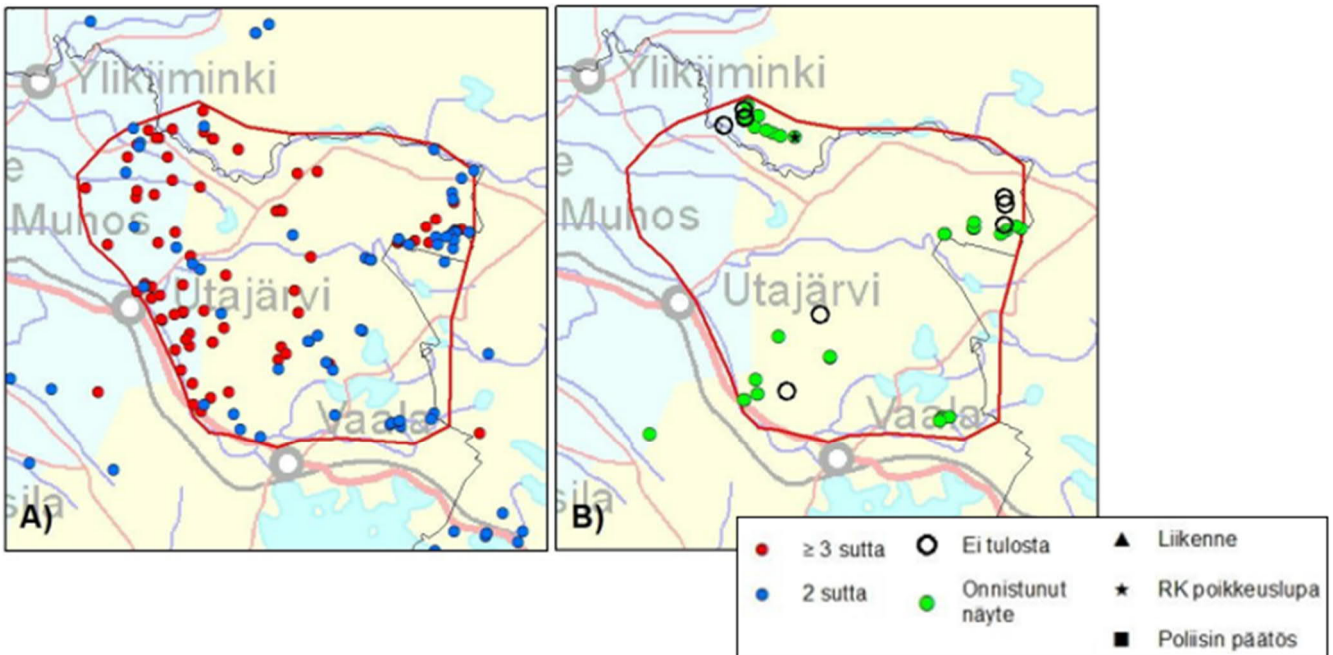 Ylikiiminki
Ylikiiminki
e
e
Muhos
Muhos
Utajärvi
Utajärvi
Vaala
Vaala
sila
sila
A)
B)
≥ 3 sutta
2 sutta
Ei tulosta
Onnistunut
näyte
Liikenne
RK poikkeuslupa
Poliisin päätös